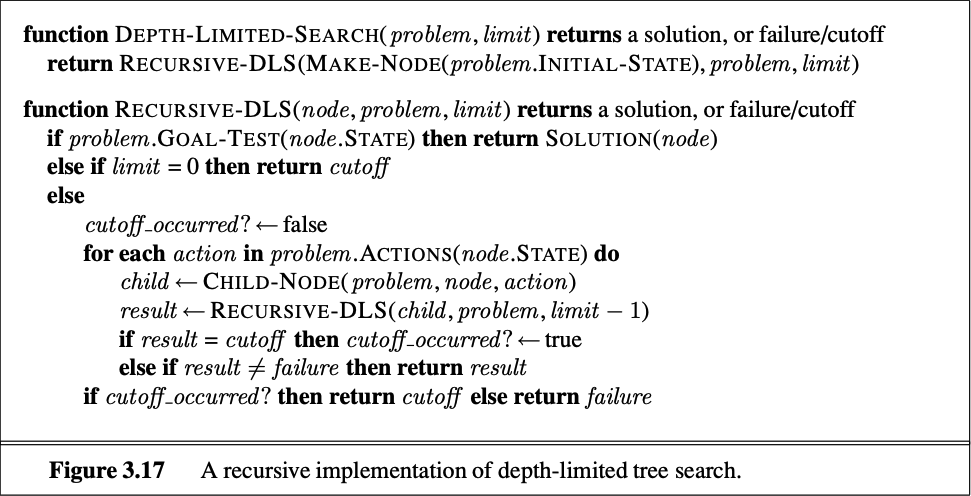 function DEPTH-LIMITED-SEARCH(problem, limit) returns a solution, or failure/cutoff
return RECURSIVE-DLS(MAKE-NODE(problem.INITIAL-STATE), problem, limit)
function RECURSIVE-DLS(node, problem, limit) returns a solution, or failure/cutoff
if problem.GOAL-TEST(node.STATE) then return SOLUTION(node)
else if limit = 0 then return cutoff
else
cutoff_occurred? ← false
for each action in problem.ACTIONS(node.STATE) do
child ← CHILD-NODE(problem, node, action)
result ← RECURSIVE-DLS(child, problem, limit − 1)
if result = cutoff then cutoff_occurred? ← true
else if result ≠ failure then return result
if cutoff_occurred? then return cutoff else return failure
Figure 3.17 A recursive implementation of depth-limited tree search.